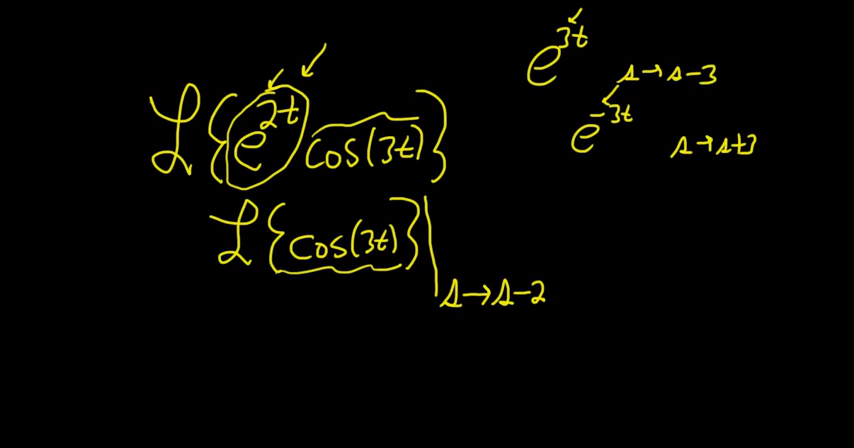 ℒ{e^{2t} cos(3t)}
ℒ{cos(3t)}|_{s→s-2}
e^{3t}
s→s-3
e^{-3t}
s→s+3